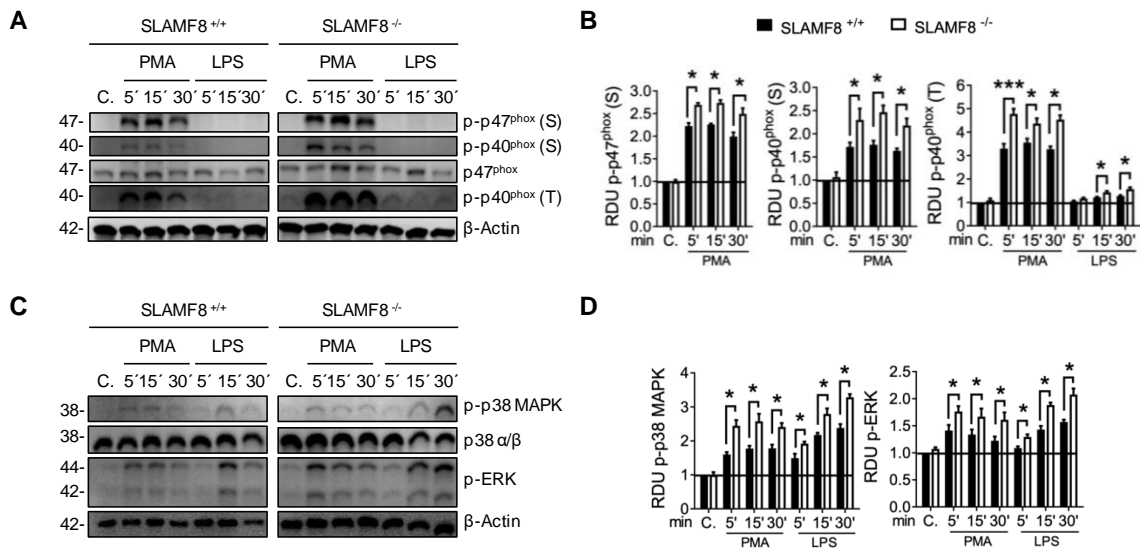 A
SLAMF8 +/+
SLAMF8 -/-
PMA
LPS
PMA
LPS
C. 5´ 15´ 30´ 5´ 15´ 30´
C. 5´ 15´ 30´ 5´ 15´ 30´
47- p-p47phox (S)
40- p-p40phox (S)
47- p47phox
40- p-p40phox (T)
42- β-Actin
B
SLAMF8 +/+
SLAMF8 -/-
RDU p-p47phox (S)
3.0
2.5
2.0
1.5
1.0
0.5
0.0
* * *
min C. 5' 15' 30'
PMA
RDU p-p40phox (S)
3.0
2.5
2.0
1.5
1.0
0.5
0.0
* * *
min C. 5' 15' 30'
PMA
RDU p-p40phox (T)
6
5
4
3
2
1
0
*** * * * *
min C. 5' 15' 30' 5' 15' 30'
PMA LPS
C
SLAMF8 +/+
SLAMF8 -/-
PMA
LPS
PMA
LPS
C. 5´ 15´ 30´ 5´ 15´ 30´
C. 5´ 15´ 30´ 5´ 15´ 30´
38- p-p38 MAPK
38- p38 α/β
44- p-ERK
42-
42- β-Actin
D
RDU p-p38 MAPK
4
3
2
1
0
* * * * * *
min C. 5' 15' 30' 5' 15' 30'
PMA LPS
RDU p-ERK
2.5
2.0
1.5
1.0
0.5
0.0
* * * * * *
min C. 5' 15' 30' 5' 15' 30'
PMA LPS